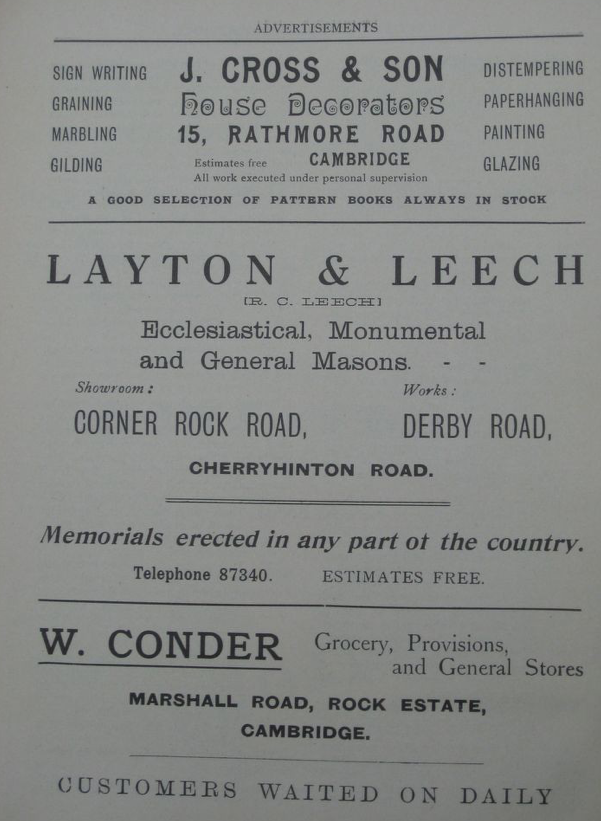 ADVERTISEMENTS
SIGN WRITING
GRAINING
MARBLING
GILDING
J. CROSS & SON
House Decorators
15, RATHMORE ROAD
Estimates free CAMBRIDGE
All work executed under personal supervision
DISTEMPERING
PAPERHANGING
PAINTING
GLAZING
A GOOD SELECTION OF PATTERN BOOKS ALWAYS IN STOCK
LAYTON & LEECH
[R. C. LEECH]
Ecclesiastical, Monumental
and General Masons. - -
Showroom : Works :
CORNER ROCK ROAD, DERBY ROAD,
CHERRYHINTON ROAD.
Memorials erected in any part ot the country.
Telephone 87340. ESTIMATES FREE.
W. CONDER
Grocery, Provisions,
and General Stores
MARSHALL ROAD, ROCK ESTATE,
CAMBRIDGE.
CUSTOMERS WAITED ON DAILY